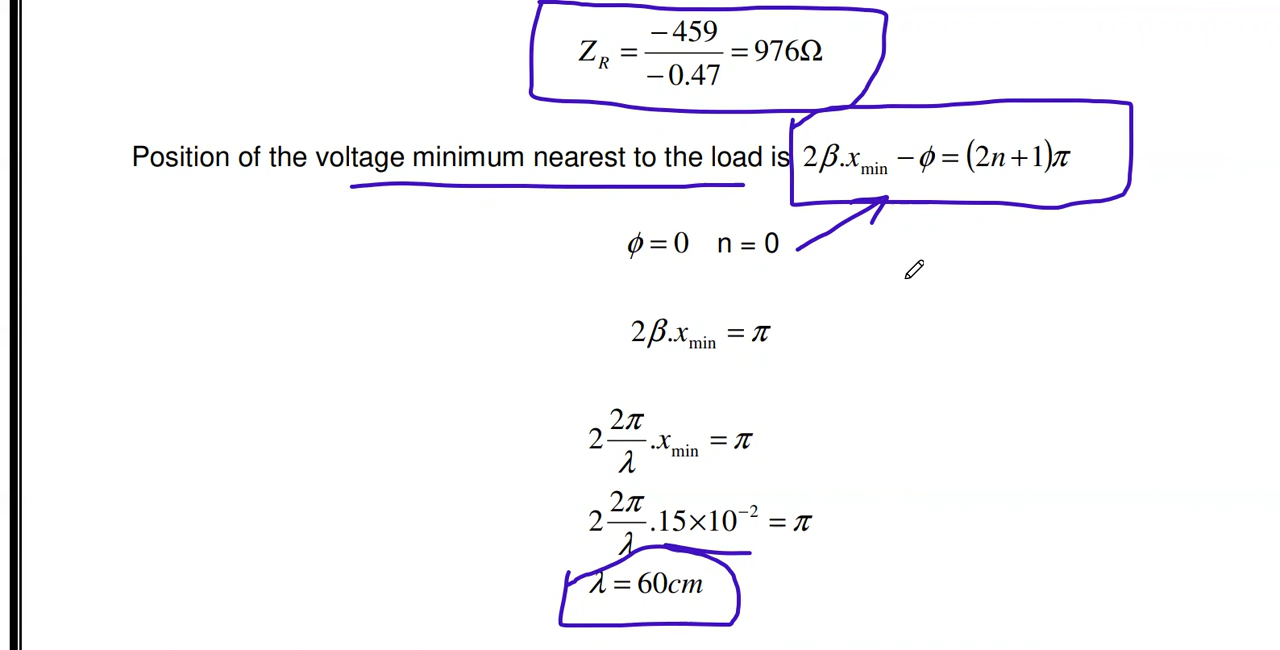 Z_R = -459 / -0.47 = 976Ω
Position of the voltage minimum nearest to the load is 2β.x_min − ϕ = (2n+1)π
ϕ = 0 n = 0
2β.x_min = π
2 2π/λ .x_min = π
2 2π/λ .15×10^−2 = π
λ = 60cm